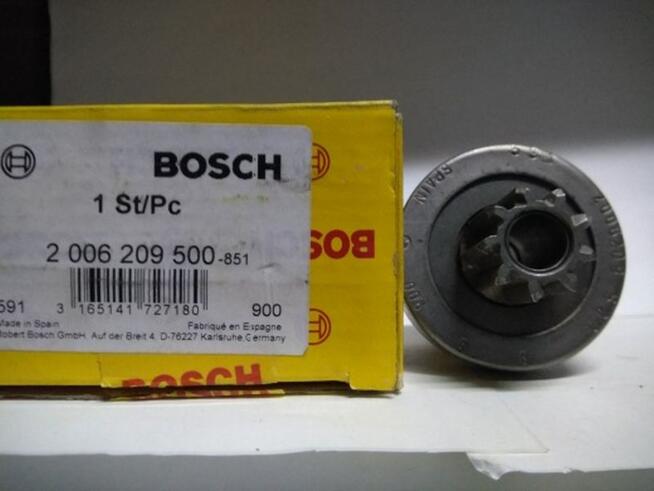 BOSCH
1 St/Pc
2 006 209 500-851
BOSCH
3 165141 727180
591
900
Made in Spain
Fabriqué en Espagne
Robert Bosch GmbH. Auf der Breit 4, D-76227 Karlsruhe, Germany
BOSCH
SPAIN